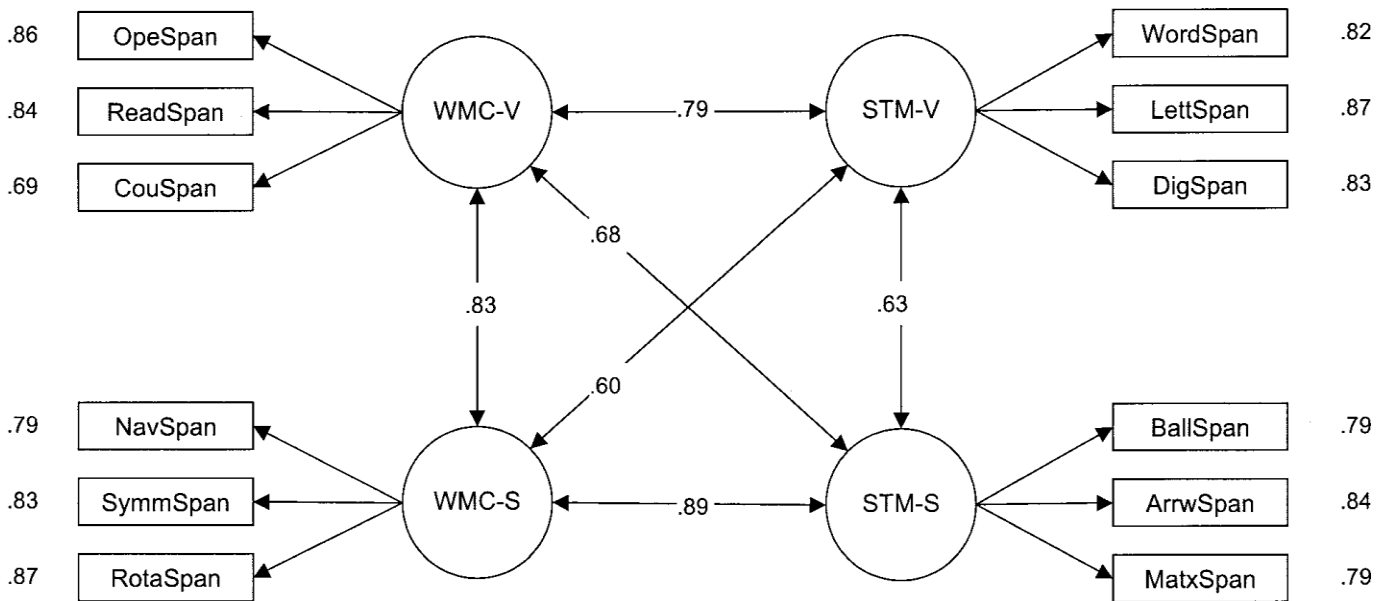 .86 OpeSpan WordSpan .82
.84 ReadSpan WMC-V .79 STM-V LettSpan .87
.69 CouSpan DigSpan .83
.68
.83 .63
.60
.79 NavSpan BallSpan .79
.83 SymmSpan WMC-S .89 STM-S ArrwSpan .84
.87 RotaSpan MatxSpan .79